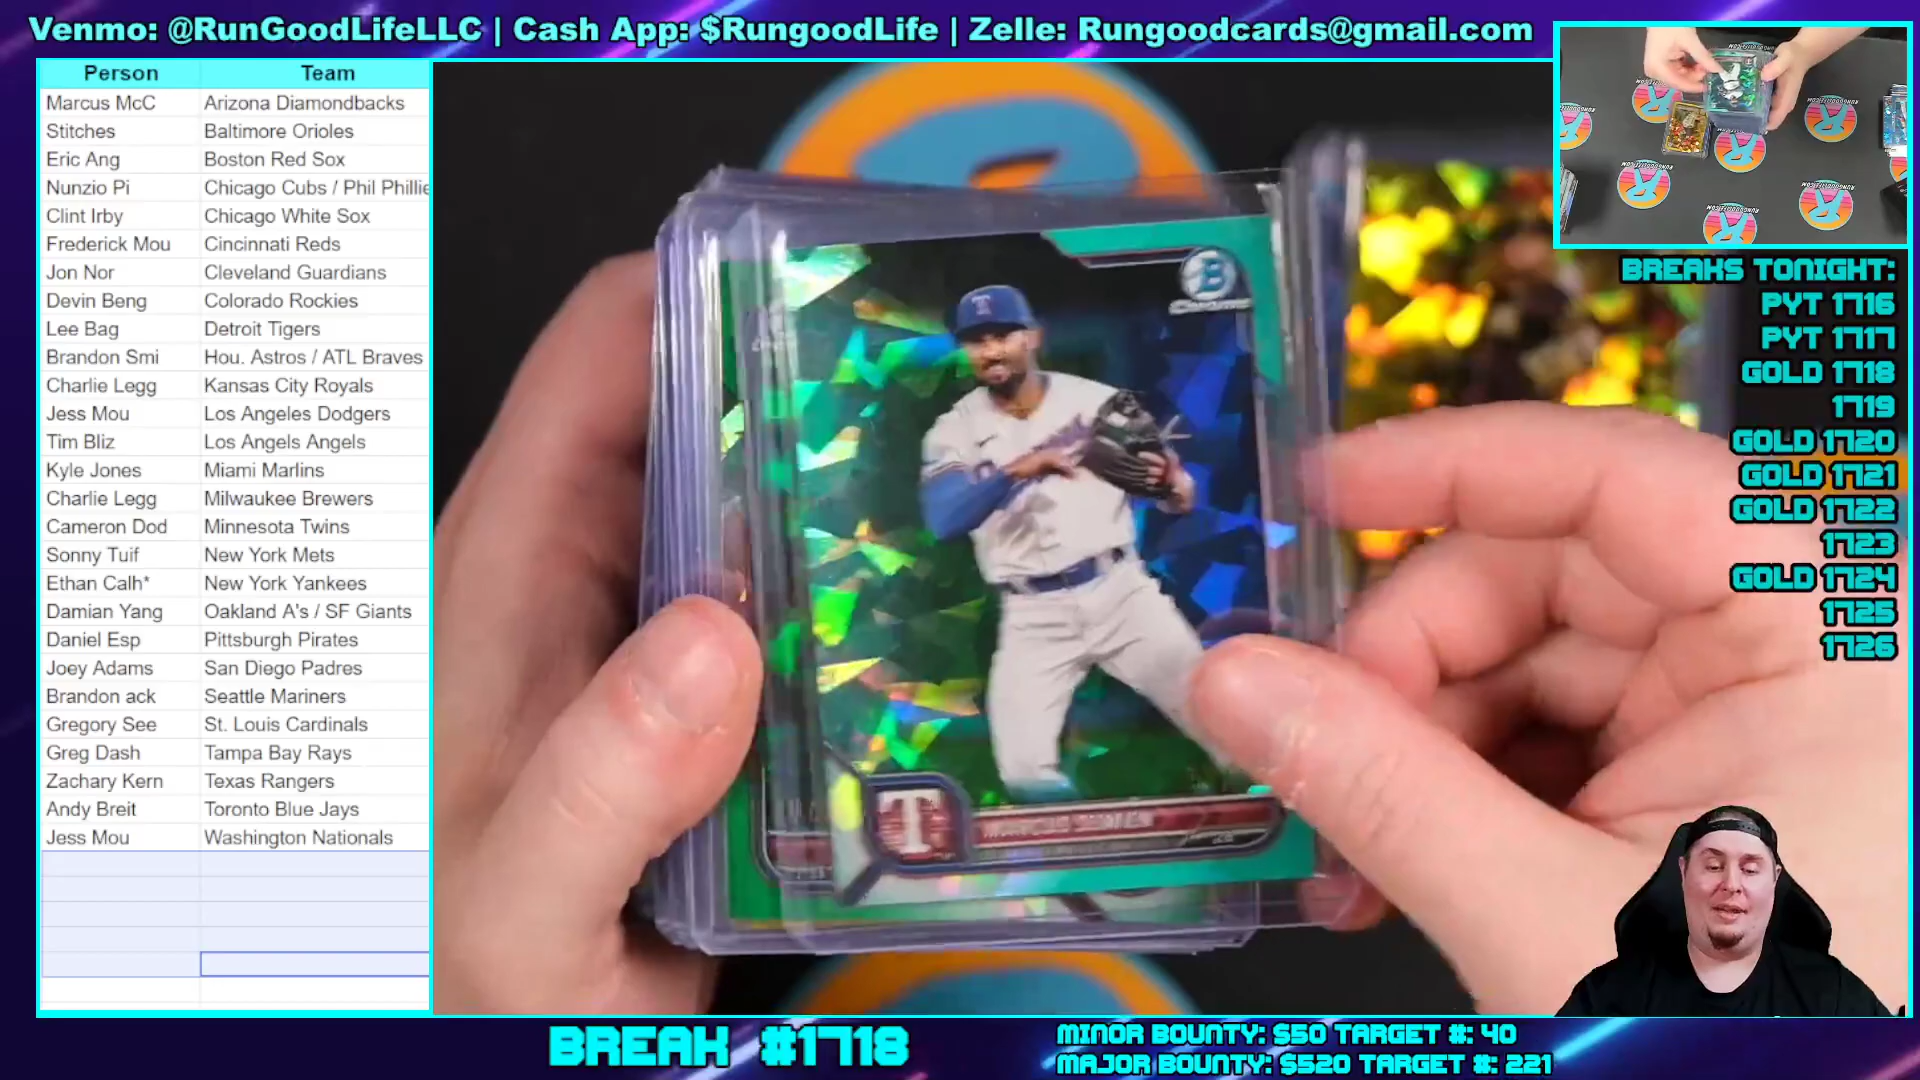 Venmo: @RunGoodLifeLLC | Cash App: $RungoodLife | Zelle: Rungoodcards@gmail.com
Person Team
Marcus McC Arizona Diamondbacks
Stitches Baltimore Orioles
Eric Ang Boston Red Sox
Nunzio Pi Chicago Cubs / Phil Phillie
Clint Irby Chicago White Sox
Frederick Mou Cincinnati Reds
Jon Nor Cleveland Guardians
Devin Beng Colorado Rockies
Lee Bag Detroit Tigers
Brandon Smi Hou. Astros / ATL Braves
Charlie Legg Kansas City Royals
Jess Mou Los Angeles Dodgers
Tim Bliz Los Angels Angels
Kyle Jones Miami Marlins
Charlie Legg Milwaukee Brewers
Cameron Dod Minnesota Twins
Sonny Tuif New York Mets
Ethan Calh* New York Yankees
Damian Yang Oakland A's / SF Giants
Daniel Esp Pittsburgh Pirates
Joey Adams San Diego Padres
Brandon ack Seattle Mariners
Gregory See St. Louis Cardinals
Greg Dash Tampa Bay Rays
Zachary Kern Texas Rangers
Andy Breit Toronto Blue Jays
Jess Mou Washington Nationals
B
Chrome
T
T
BREAKS TONIGHT:
PYT 1716
PYT 1717
GOLD 1718
1719
GOLD 1720
GOLD 1721
GOLD 1722
1723
GOLD 1724
1725
1726
BREAK #1718
MINOR BOUNTY: $50 TARGET #: 40
MAJOR BOUNTY: $520 TARGET #: 221